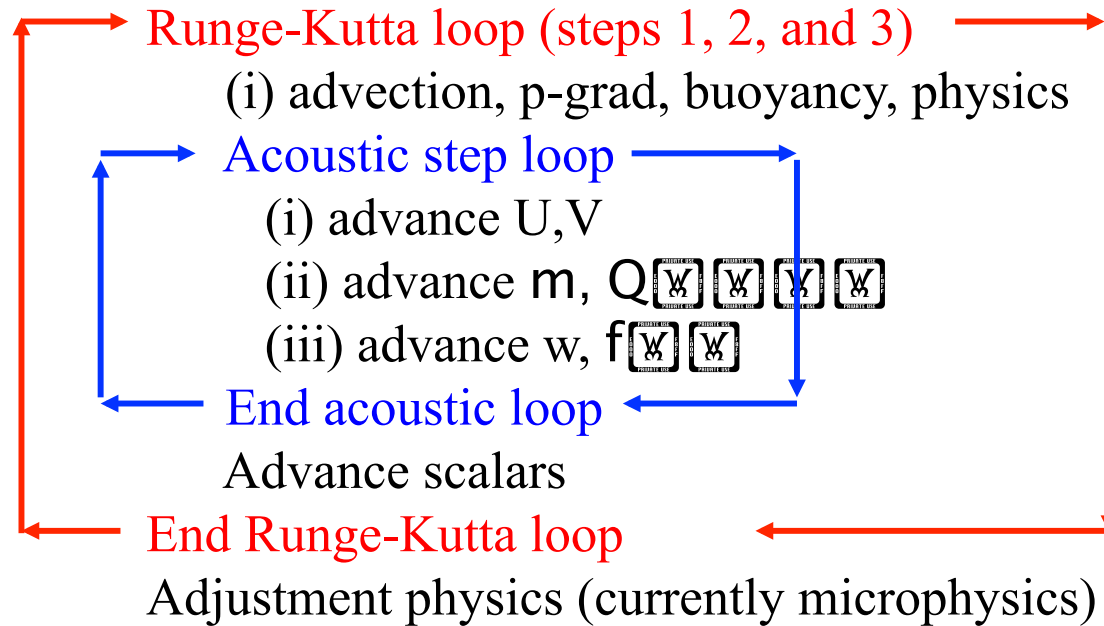 Runge-Kutta loop (steps 1, 2, and 3)
(i) advection, p-grad, buoyancy, physics
Acoustic step loop
(i) advance U,V
(ii) advance m, Q
(iii) advance w, f
End acoustic loop
Advance scalars
End Runge-Kutta loop
Adjustment physics (currently microphysics)